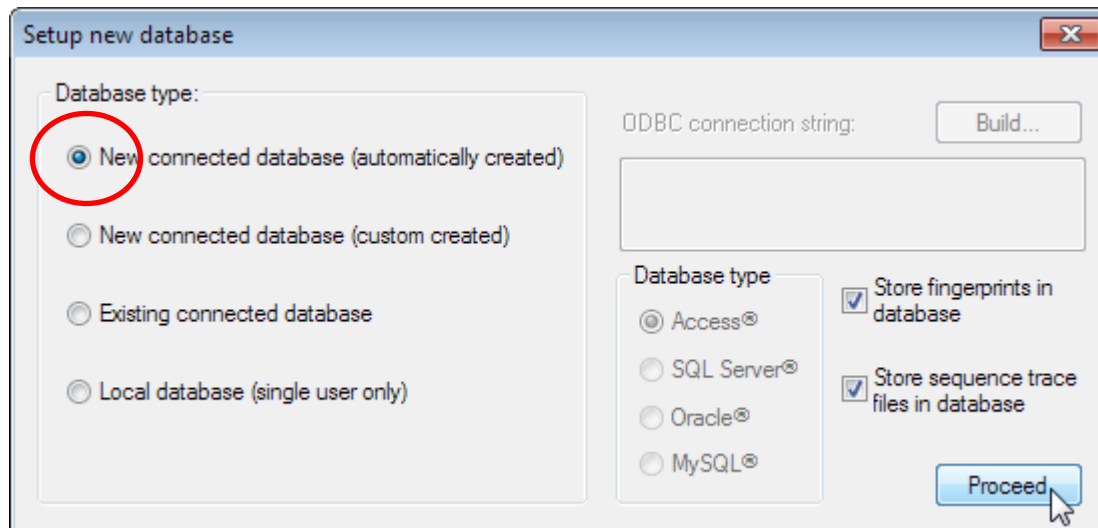 Setup new database
Database type:
New connected database (automatically created)
New connected database (custom created)
Existing connected database
Local database (single user only)
ODBC connection string:
Build...
Database type
Access®
SQL Server®
Oracle®
MySQL®
Store fingerprints in
database
Store sequence trace
files in database
Proceed